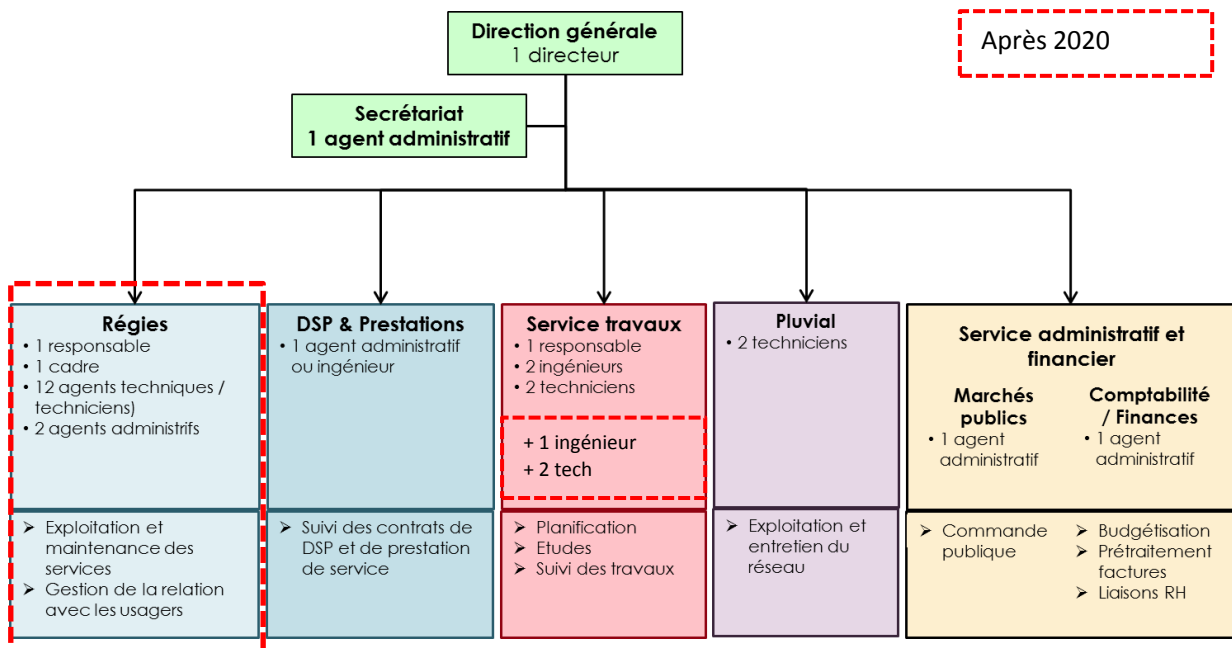 Direction générale
1 directeur
Après 2020
Secrétariat
1 agent administratif
Régies
• 1 responsable
• 1 cadre
• 12 agents techniques /
techniciens)
• 2 agents administrifs
➢ Exploitation et
maintenance des
services
➢ Gestion de la relation
avec les usagers
DSP & Prestations
• 1 agent administratif
ou ingénieur
➢ Suivi des contrats de
DSP et de prestation
de service
Service travaux
• 1 responsable
• 2 ingénieurs
• 2 techniciens
+ 1 ingénieur
+ 2 tech
➢ Planification
➢ Etudes
➢ Suivi des travaux
Pluvial
• 2 techniciens
➢ Exploitation et
entretien du
réseau
Service administratif et
financier
Marchés
publics
• 1 agent
administratif
➢ Commande
publique
Comptabilité
/ Finances
• 1 agent
administratif
➢ Budgétisation
➢ Prétraitement
factures
➢ Liaisons RH